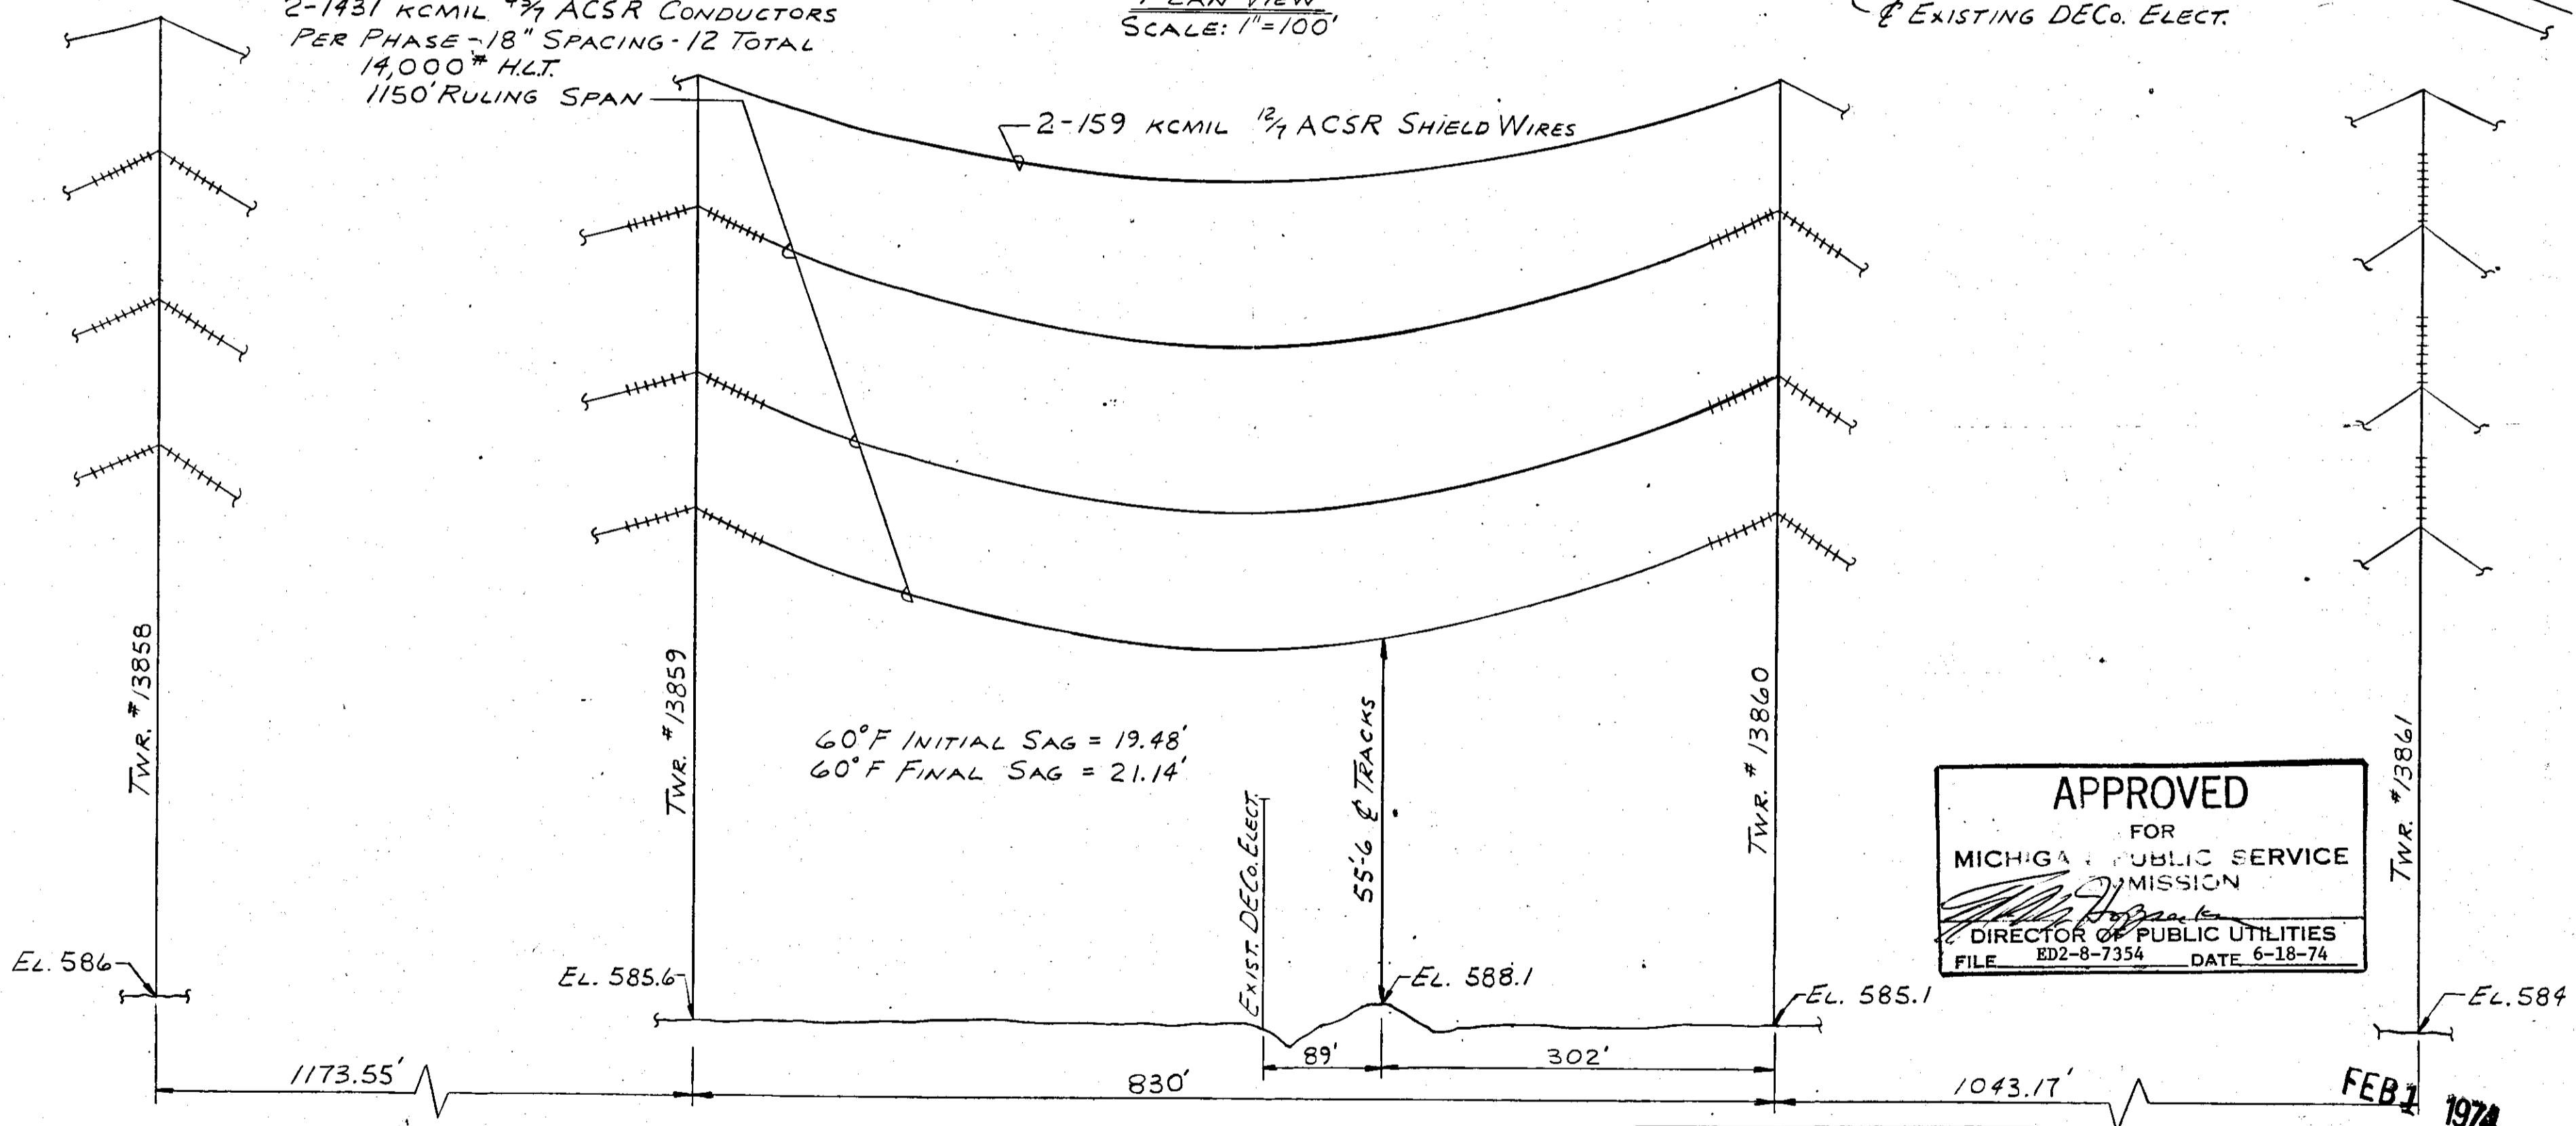 2-1431 KCMIL 45/7 ACSR CONDUCTORS
PER PHASE - 18" SPACING - 12 TOTAL
14,000# H.L.T.
1150' RULING SPAN
PLAN VIEW
SCALE: 1"=100'
℄ EXISTING DECO. ELECT.
2-159 KCMIL 12/7 ACSR SHIELD WIRES
TWR. #13858
TWR. #13859
60°F INITIAL SAG = 19.48'
60°F FINAL SAG = 21.14'
EXIST. DECO. ELECT.
55'-6 ℄ TRACKS
TWR. #13860
TWR. #13861
APPROVED
FOR
MICHIGA PUBLIC SERVICE
MISSION
DIRECTOR OF PUBLIC UTILITIES
FILE ED2-8-7354 DATE 6-18-74
EL. 586
EL. 585.6
EL. 588.1
EL. 585.1
EL. 584
1173.55'
830'
89'
302'
1043.17'
FEB 1 1974